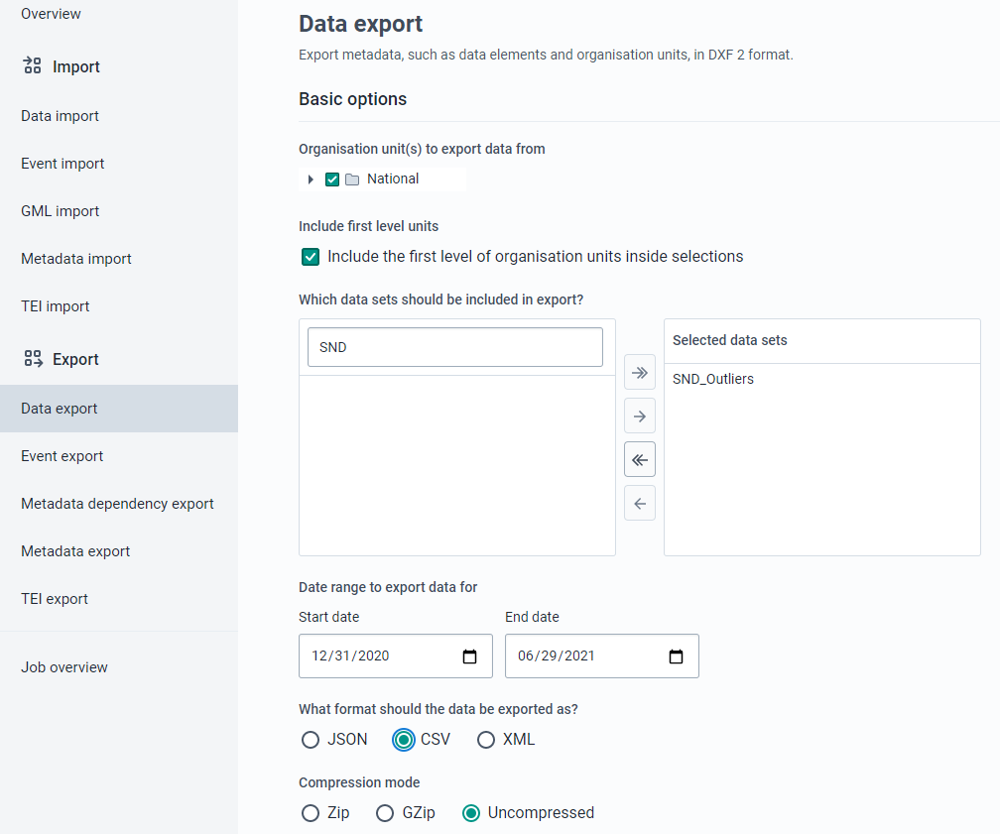 Overview
Import
Data import
Event import
GML import
Metadata import
TEI import
Export
Data export
Event export
Metadata dependency export
Metadata export
TEI export
Job overview
Data export
Export metadata, such as data elements and organisation units, in DXF 2 format.
Basic options
Organisation unit(s) to export data from
National
Include first level units
Include the first level of organisation units inside selections
Which data sets should be included in export?
SND
Selected data sets
SND_Outliers
Date range to export data for
Start date End date
12/31/2020 06/29/2021
What format should the data be exported as?
JSON CSV XML
Compression mode
Zip GZip Uncompressed